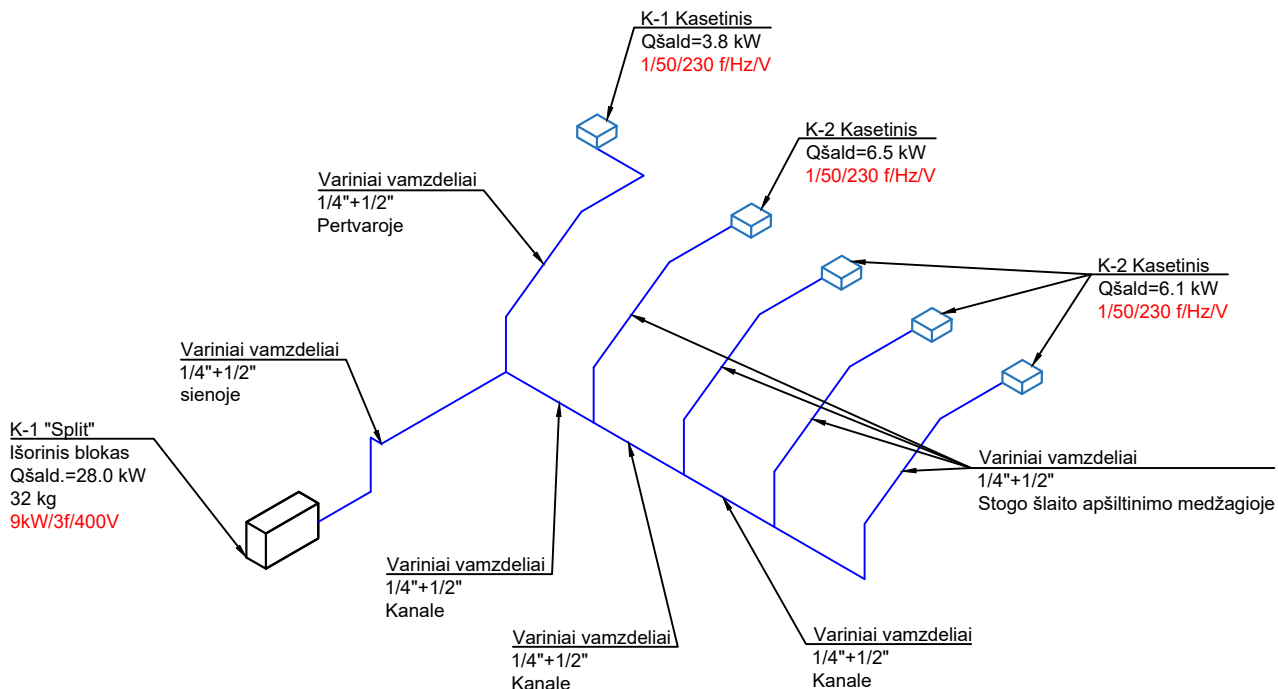 K-1 Kasetinis
Qšald=3.8 kW
1/50/230 f/Hz/V
K-2 Kasetinis
Qšald=6.5 kW
1/50/230 f/Hz/V
Variniai vamzdeliai
1/4"+1/2"
Pertvaroje
K-2 Kasetinis
Qšald=6.1 kW
1/50/230 f/Hz/V
Variniai vamzdeliai
1/4"+1/2"
sienoje
K-1 "Split"
Išorinis blokas
Qšald.=28.0 kW
32 kg
9kW/3f/400V
Variniai vamzdeliai
1/4"+1/2"
Stogo šlaito apšiltinimo medžagioje
Variniai vamzdeliai
1/4"+1/2"
Kanale
Variniai vamzdeliai
1/4"+1/2"
Kanale
Variniai vamzdeliai
1/4"+1/2"
Kanale